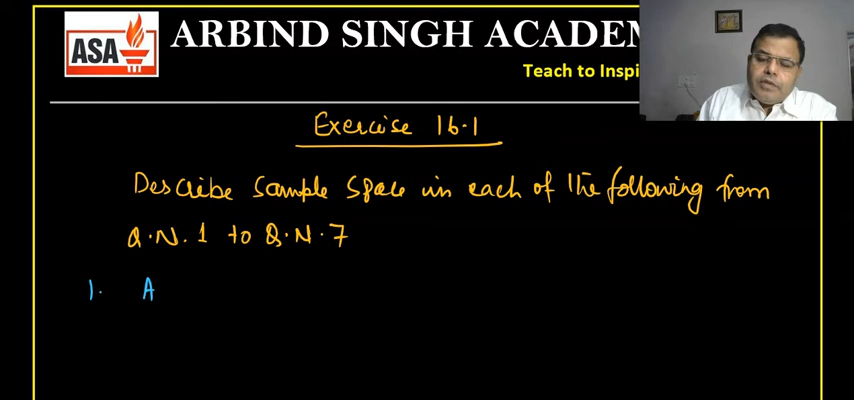 ASA
ARBIND SINGH ACADEM
Teach to Inspi
Exercise 16.1
Describe sample space in each of the following from
Q.N. 1 to Q.N. 7
1. A